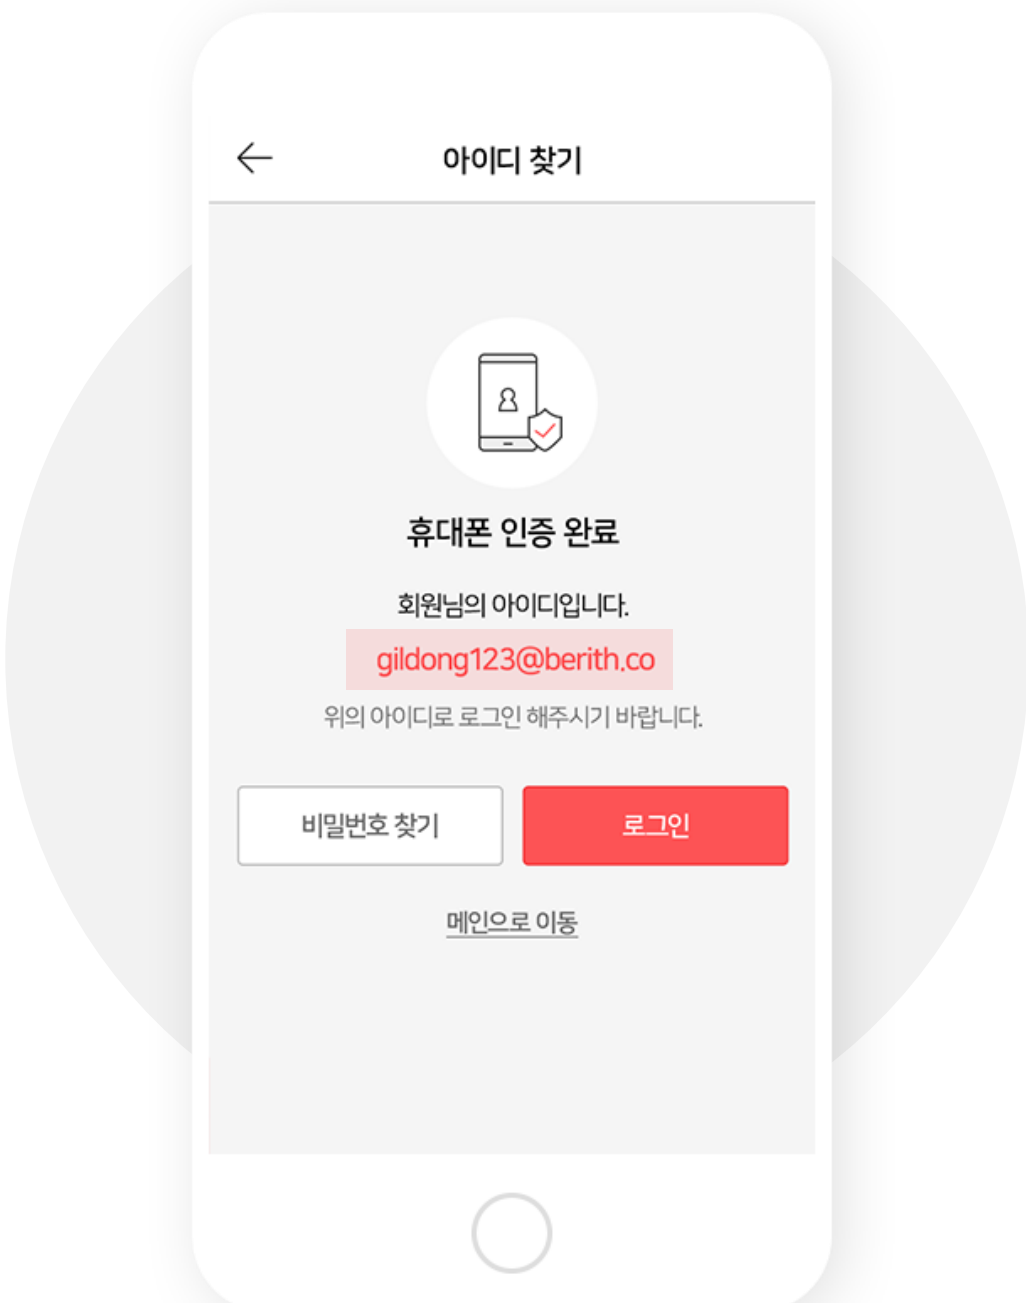 아이디 찾기
휴대폰 인증 완료
회원님의 아이디입니다.
gildong123@berith.co
위의 아이디로 로그인 해주시기 바랍니다.
비밀번호 찾기 로그인
메인으로 이동